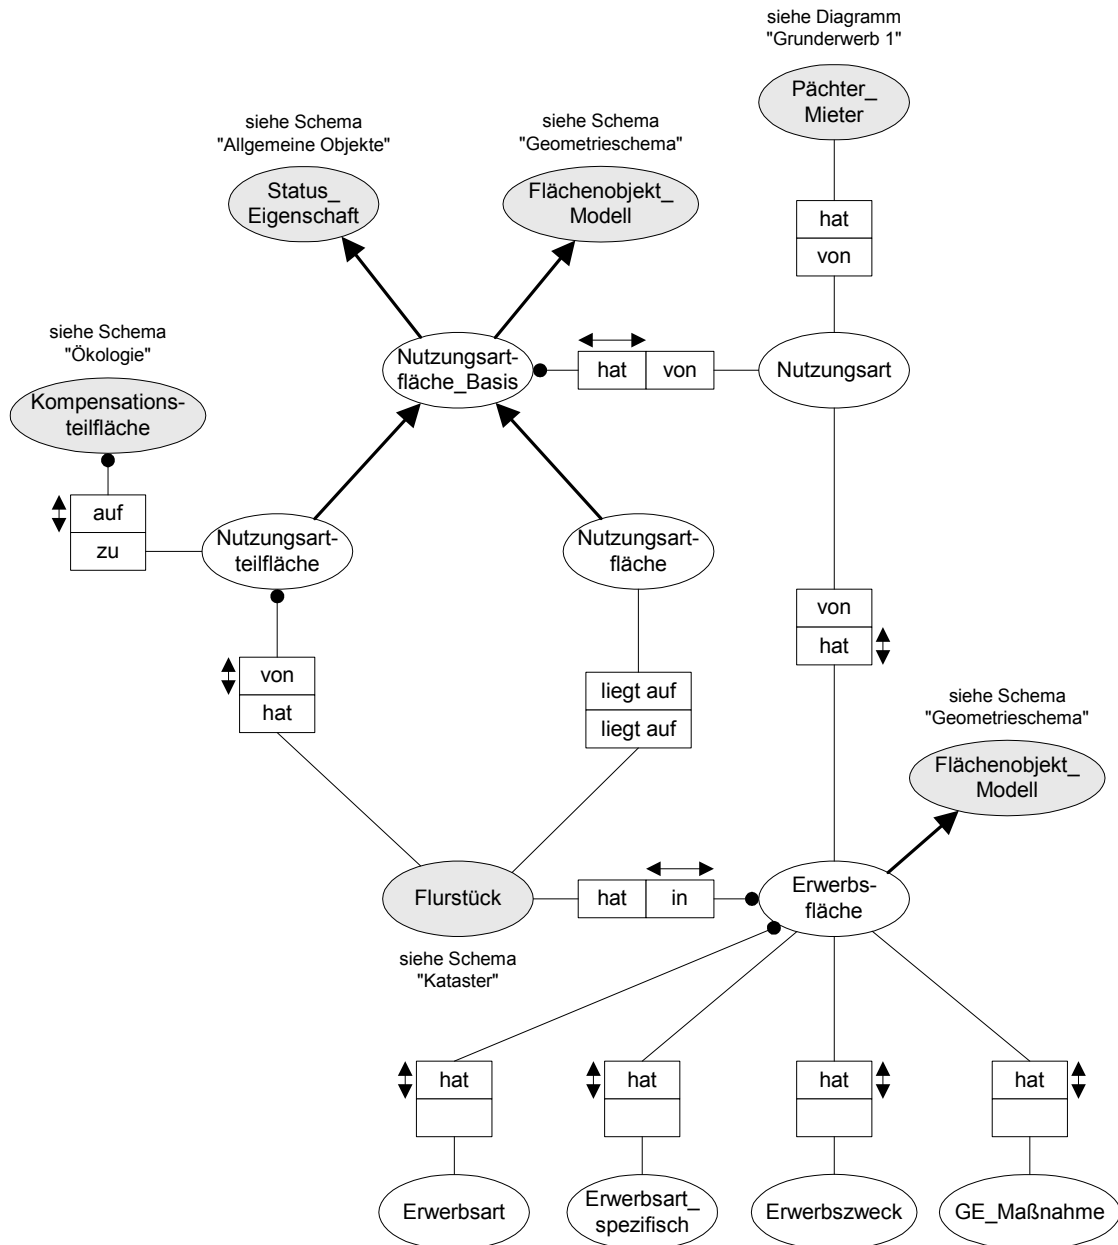 siehe Diagramm
"Grunderwerb 1"
Pächter_
Mieter
siehe Schema
"Allgemeine Objekte"
siehe Schema
"Geometrieschema"
Status_
Eigenschaft
Flächenobjekt_
Modell
hat
von
siehe Schema
"Ökologie"
Nutzungsart-
fläche_Basis
hat
von
Nutzungsart
Kompensations-
teilfläche
auf
zu
Nutzungsart-
teilfläche
Nutzungsart-
fläche
von
hat
von
hat
liegt auf
liegt auf
siehe Schema
"Geometrieschema"
Flächenobjekt_
Modell
Flurstück
hat
in
Erwerbs-
fläche
siehe Schema
"Kataster"
hat
hat
hat
hat
Erwerbsart
Erwerbsart_
spezifisch
Erwerbszweck
GE_Maßnahme